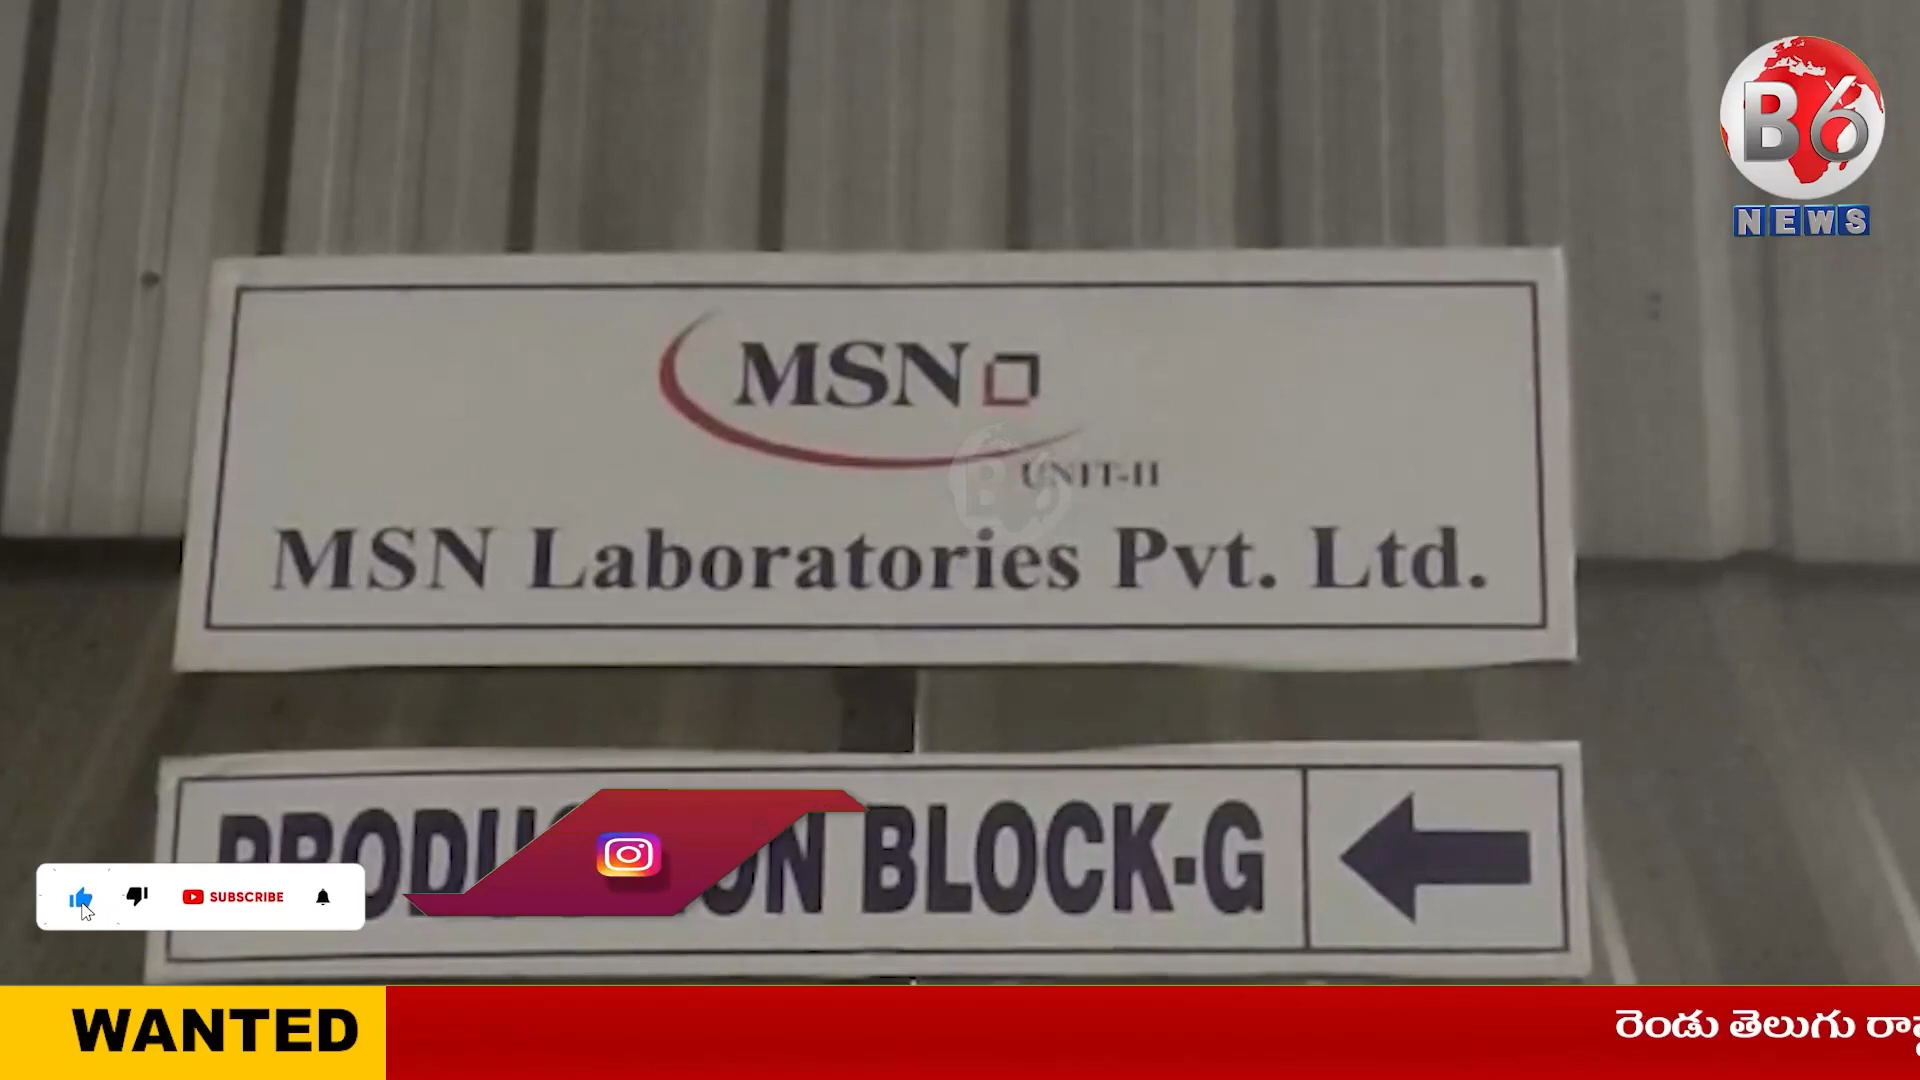 B6
NEWS
MSN
UNIT-II
MSN Laboratories Pvt. Ltd.
BLOCK-G
SUBSCRIBE
WANTED
రెండు తెలుగు